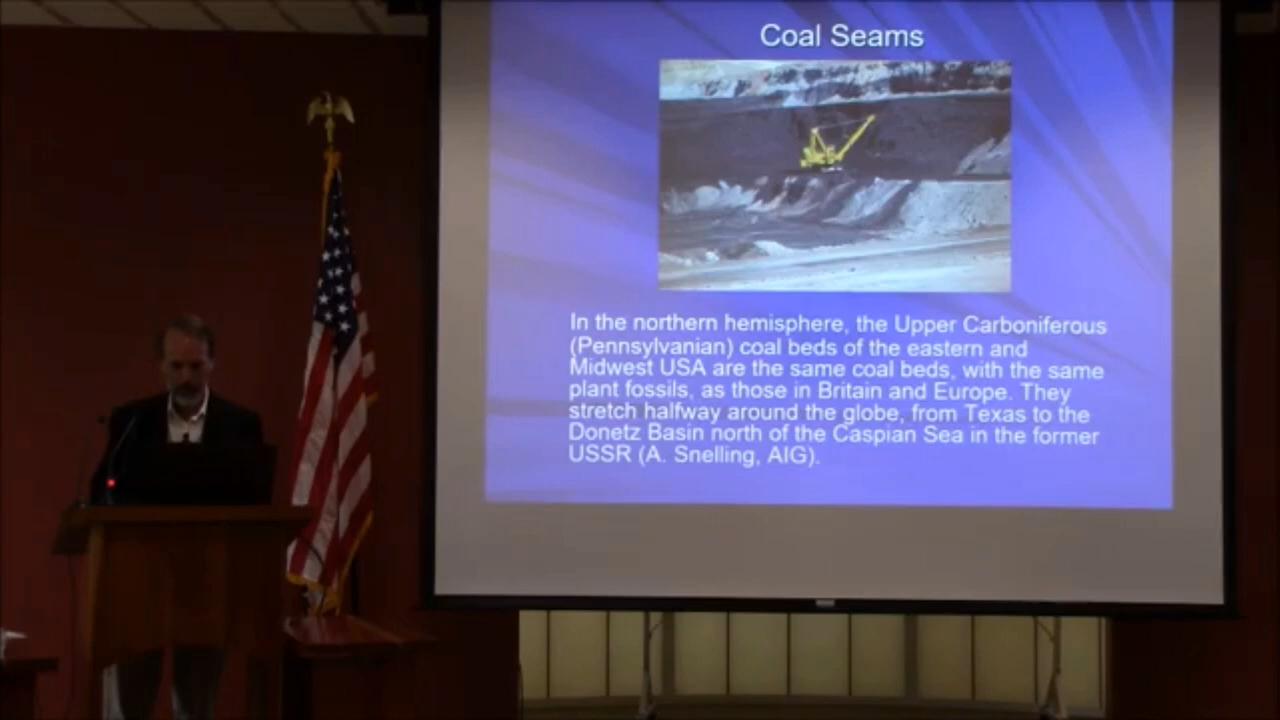 Coal Seams
In the northern hemisphere, the Upper Carboniferous
(Pennsylvanian) coal beds of the eastern and
Midwest USA are the same coal beds, with the same
plant fossils, as those in Britain and Europe. They
stretch halfway around the globe, from Texas to the
Donetz Basin north of the Caspian Sea in the former
USSR (A. Snelling, AIG).